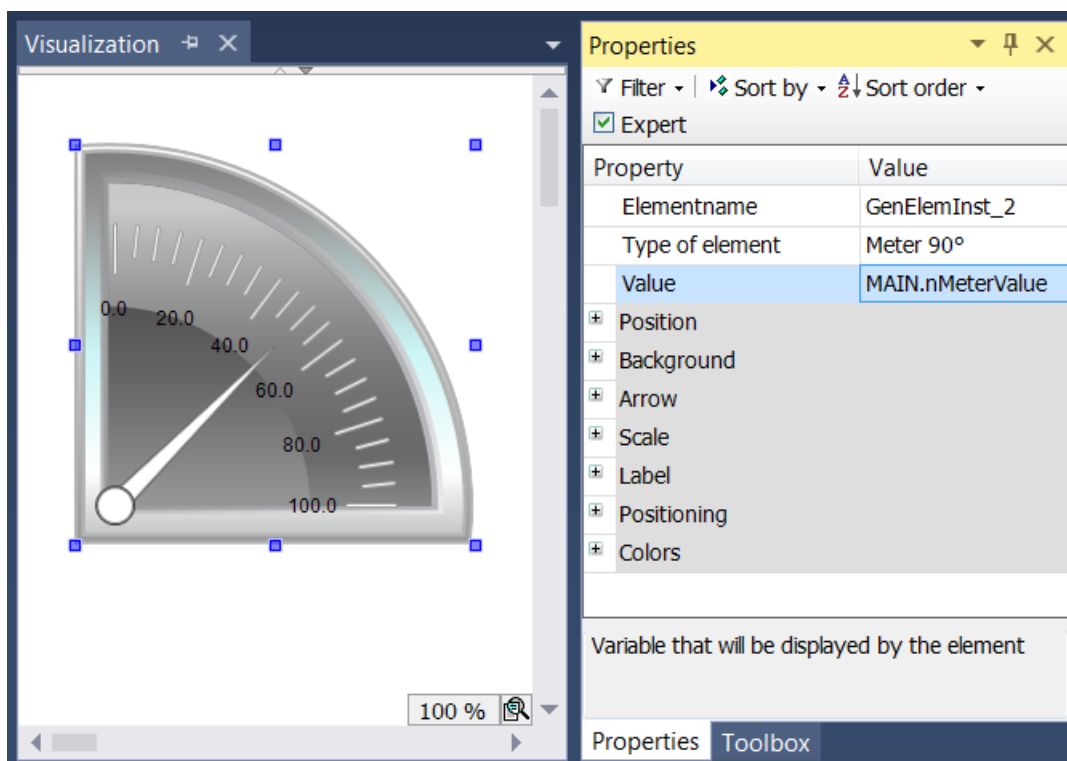 Visualization
0.0
20.0
40.0
60.0
80.0
100.0
100 %
Properties
Filter Sort by Sort order
Expert
Property Value
Elementname GenElemInst_2
Type of element Meter 90°
Value MAIN.nMeterValue
Position
Background
Arrow
Scale
Label
Positioning
Colors
Variable that will be displayed by the element
Properties Toolbox